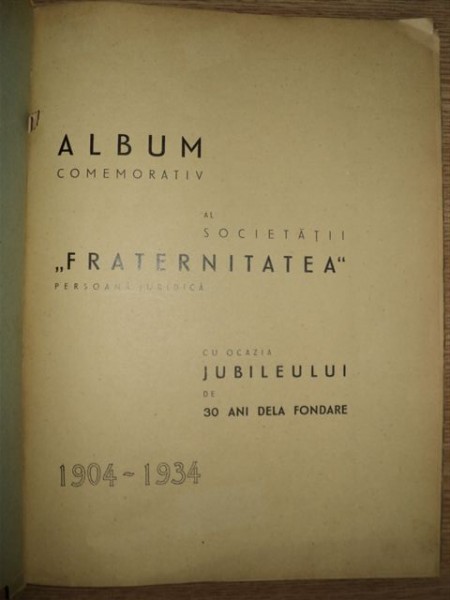 ALBUM
COMEMORATIV
AL
SOCIETĂȚII
„FRATERNITATEA“
PERSOANĂ JURIDICĂ
CU OCAZIA
JUBILEULUI
DE
30 ANI DELA FONDARE
1904-1934